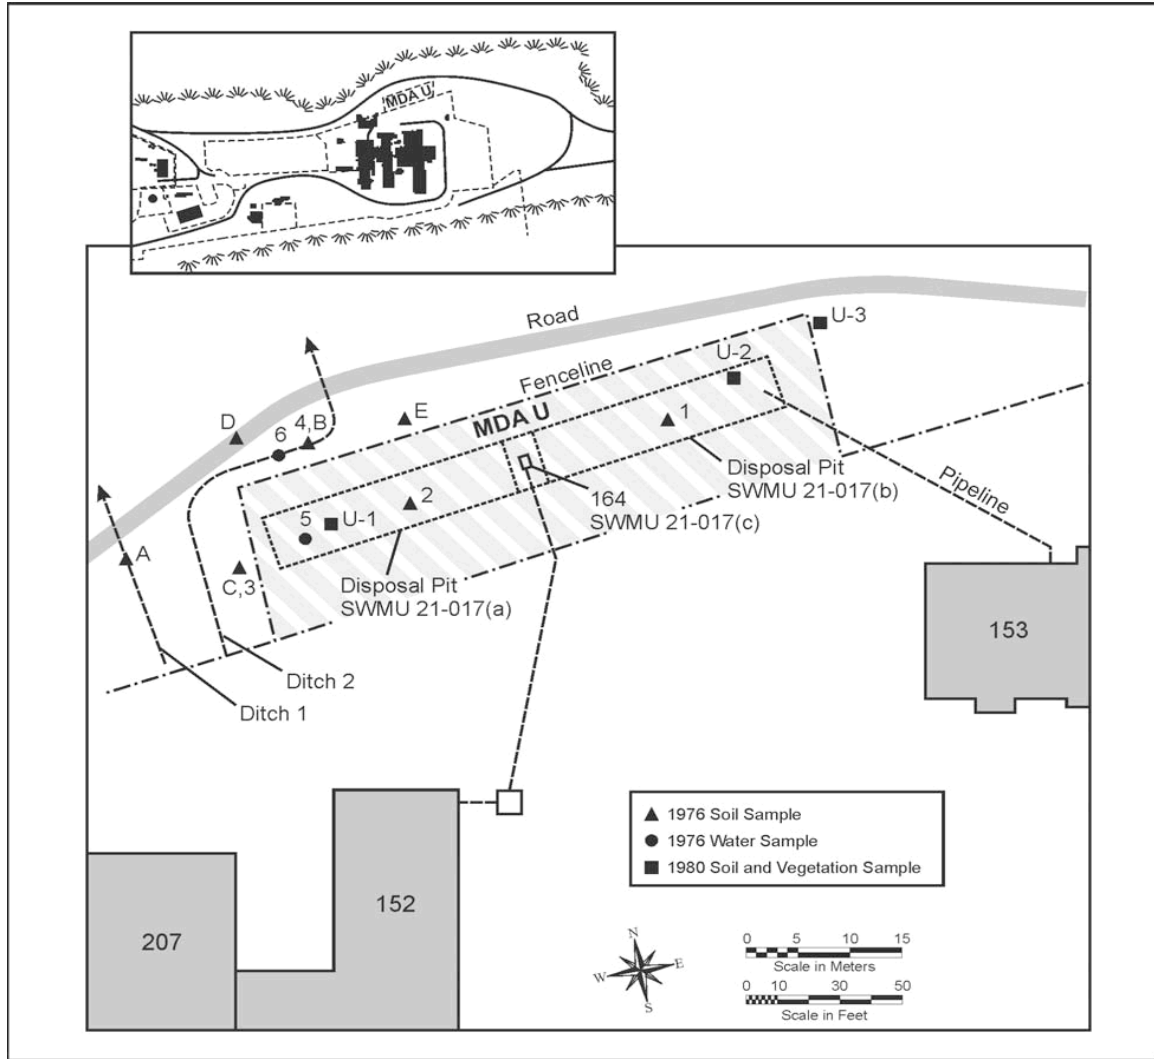 MDA U
Road
U-3
Fenceline
U-2
E
D
4,B
6
MDA U
1
Disposal Pit
SWMU 21-017(b)
2
164
SWMU 21-017(c)
Pipeline
5
U-1
A
C,3
Disposal Pit
SWMU 21-017(a)
153
Ditch 2
Ditch 1
1976 Soil Sample
1976 Water Sample
1980 Soil and Vegetation Sample
152
207
N
W
E
S
0 5 10 15
Scale in Meters
0 10 30 50
Scale in Feet